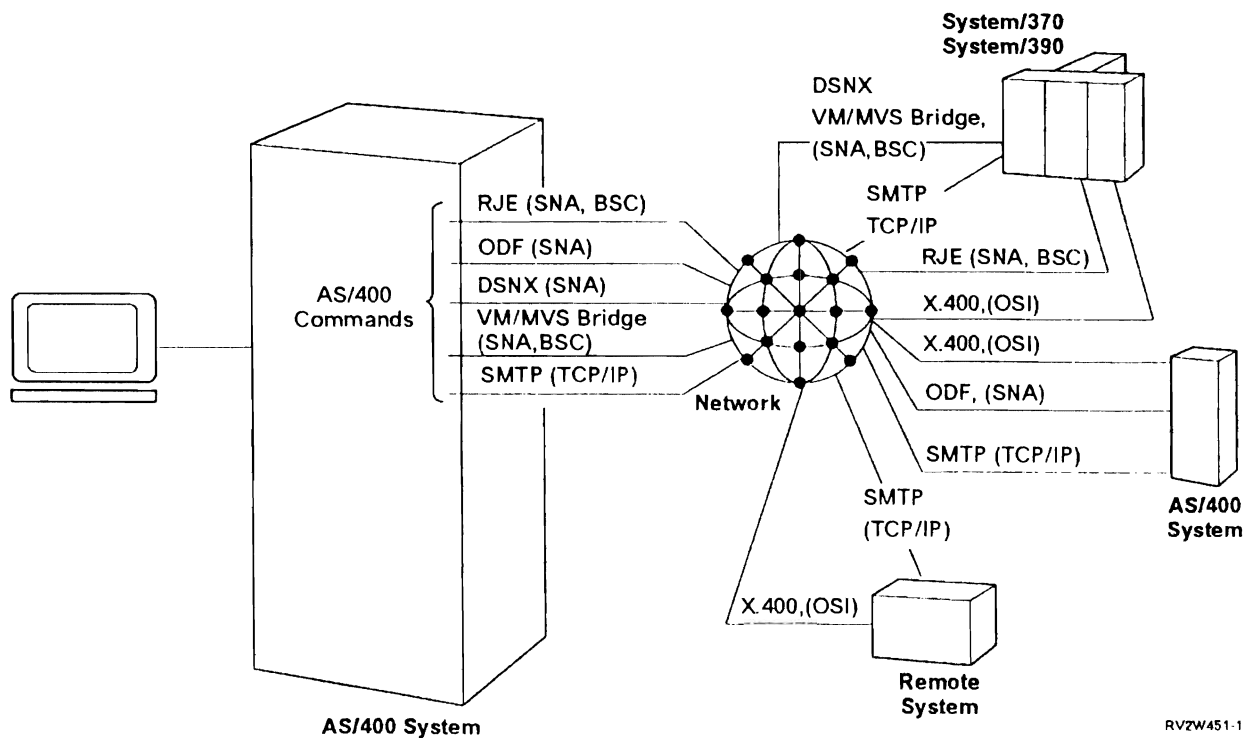 System/370
System/390
DSNX
VM/MVS Bridge,
(SNA,BSC)
SMTP
TCP/IP
RJE (SNA, BSC)
X.400,(OSI)
X.400,(OSI)
ODF, (SNA)
SMTP (TCP/IP)
AS/400
System
RJE (SNA, BSC)
ODF (SNA)
DSNX (SNA)
VM/MVS Bridge
(SNA,BSC)
SMTP (TCP/IP)
AS/400
Commands
Network
SMTP
(TCP/IP)
X.400,(OSI)
Remote
System
AS/400 System
RV2W451-1